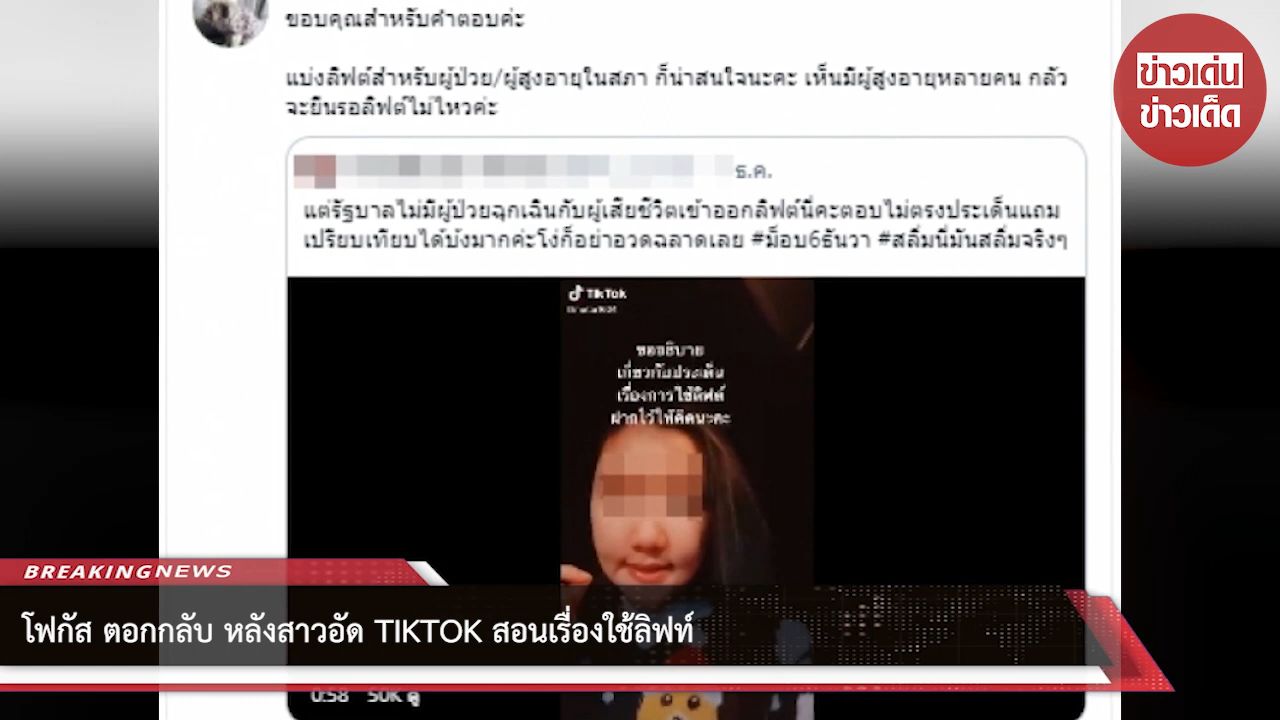 ขอบคุณสำหรับคำตอบค่ะ
แบ่งลิฟต์สำหรับผู้ป่วย/ผู้สูงอายุในสภา ก็น่าสนใจนะคะ เห็นมีผู้สูงอายุหลายคน กลัว
จะยืนรอลิฟต์ไม่ไหวค่ะ
ข่าวเด่น
ข่าวเด็ด
ธ.ค.
แต่รัฐบาลไม่มีผู้ป่วยฉุกเฉินกับผู้เสียชีวิตเข้าออกลิฟต์นี่คะตอบไม่ตรงประเด็นแถม
เปรียบเทียบได้บ้งมากค่ะโง่ก็อย่าอวดฉลาดเลย #ม็อบ6ธันวา #สลิ่มนี่มันสลิ่มจริงๆ
TikTok
ขออธิบาย
เกี่ยวกับประเด็น
เรื่องการใช้ลิฟต์
ฝากไว้ให้คิดนะคะ
BREAKING NEWS
โฟกัส ตอกกลับ หลังสาวอัด TIKTOK สอนเรื่องใช้ลิฟท์
0:58 50K ดู